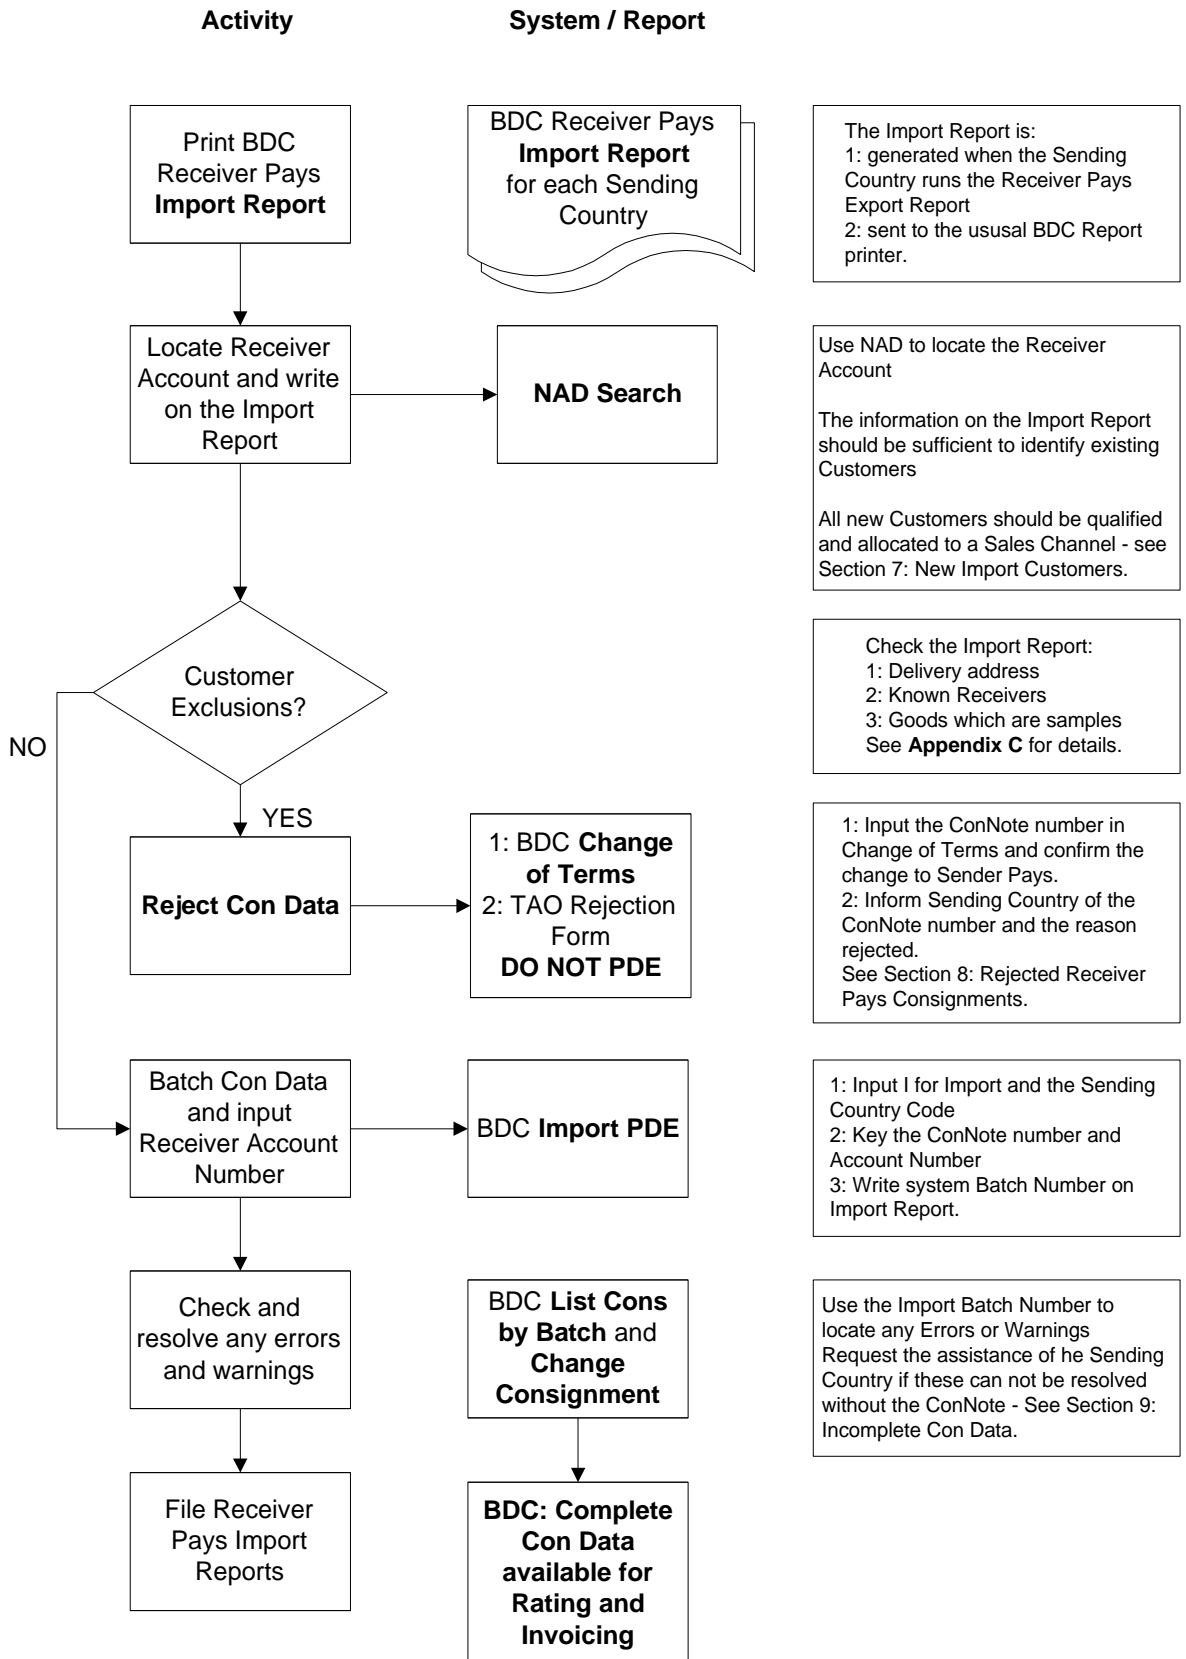 Activity
System / Report
Print BDC
Receiver Pays
Import Report
BDC Receiver Pays
Import Report
for each Sending
Country
The Import Report is:
1: generated when the Sending
Country runs the Receiver Pays
Export Report
2: sent to the ususal BDC Report
printer.
Locate Receiver
Account and write
on the Import
Report
NAD Search
Use NAD to locate the Receiver
Account
The information on the Import Report
should be sufficient to identify existing
Customers
All new Customers should be qualified
and allocated to a Sales Channel - see
Section 7: New Import Customers.
Customer
Exclusions?
NO
YES
Check the Import Report:
1: Delivery address
2: Known Receivers
3: Goods which are samples
See Appendix C for details.
Reject Con Data
1: BDC Change
of Terms
2: TAO Rejection
Form
DO NOT PDE
1: Input the ConNote number in
Change of Terms and confirm the
change to Sender Pays.
2: Inform Sending Country of the
ConNote number and the reason
rejected.
See Section 8: Rejected Receiver
Pays Consignments.
Batch Con Data
and input
Receiver Account
Number
BDC Import PDE
1: Input I for Import and the Sending
Country Code
2: Key the ConNote number and
Account Number
3: Write system Batch Number on
Import Report.
Check and
resolve any errors
and warnings
BDC List Cons
by Batch and
Change
Consignment
Use the Import Batch Number to
locate any Errors or Warnings
Request the assistance of he Sending
Country if these can not be resolved
without the ConNote - See Section 9:
Incomplete Con Data.
File Receiver
Pays Import
Reports
BDC: Complete
Con Data
available for
Rating and
Invoicing